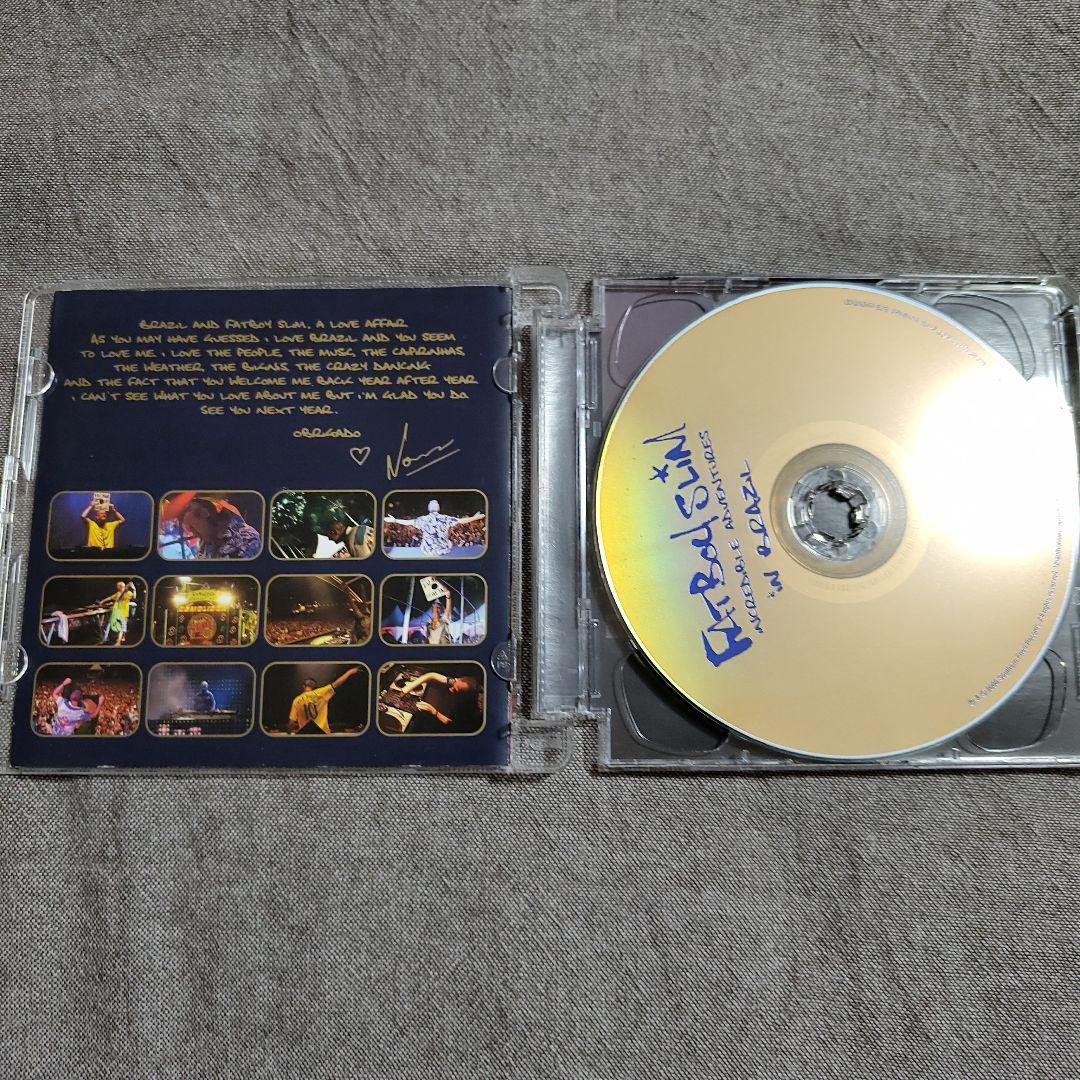 BRAZIL AND FATBOY SLIM, A LOVE AFFAIR
AS YOU MAY HAVE GUESSED, I LOVE BRAZIL AND YOU SEEM
TO LOVE ME. I LOVE THE PEOPLE, THE MUSIC, THE CAPIRINHAS,
THE WEATHER, THE BIKINIS, THE CRAZY DANCING
AND THE FACT THAT YOU WELCOME ME BACK YEAR AFTER YEAR
I CAN'T SEE WHAT YOU LOVE ABOUT ME BUT I'M GLAD YOU DO
SEE YOU NEXT YEAR.
OBRIGADO
10
FATBOY SLIM
INCREDIBLE ADVENTURES
IN BRAZIL